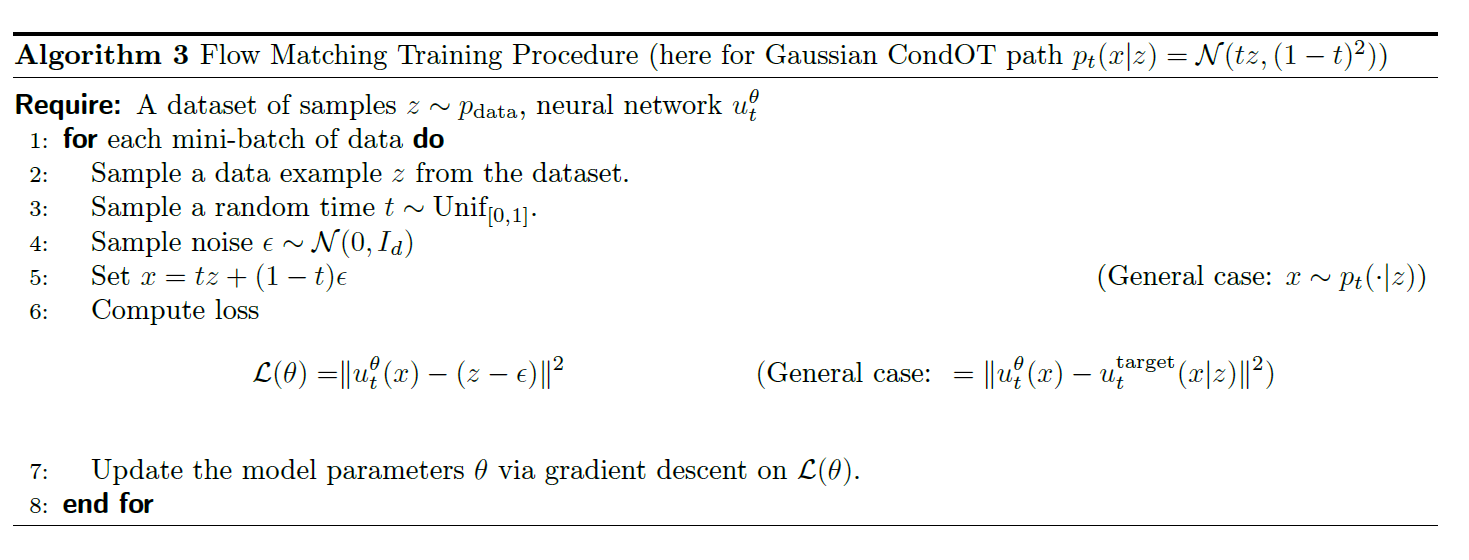 Algorithm 3 Flow Matching Training Procedure (here for Gaussian CondOT path $p_t(x|z) = \mathcal{N}(tz, (1-t)^2)$)
Require: A dataset of samples $z \sim p_{\text{data}}$, neural network $u_t^\theta$
1: for each mini-batch of data do
2: Sample a data example $z$ from the dataset.
3: Sample a random time $t \sim \text{Unif}_{[0,1]}$.
4: Sample noise $\epsilon \sim \mathcal{N}(0, I_d)$
5: Set $x = tz + (1-t)\epsilon$ (General case: $x \sim p_t(\cdot|z)$)
6: Compute loss
$\mathcal{L}(\theta) = \|u_t^\theta(x) - (z - \epsilon)\|^2$ (General case: $= \|u_t^\theta(x) - u_t^{\text{target}}(x|z)\|^2$)
7: Update the model parameters $\theta$ via gradient descent on $\mathcal{L}(\theta)$.
8: end for